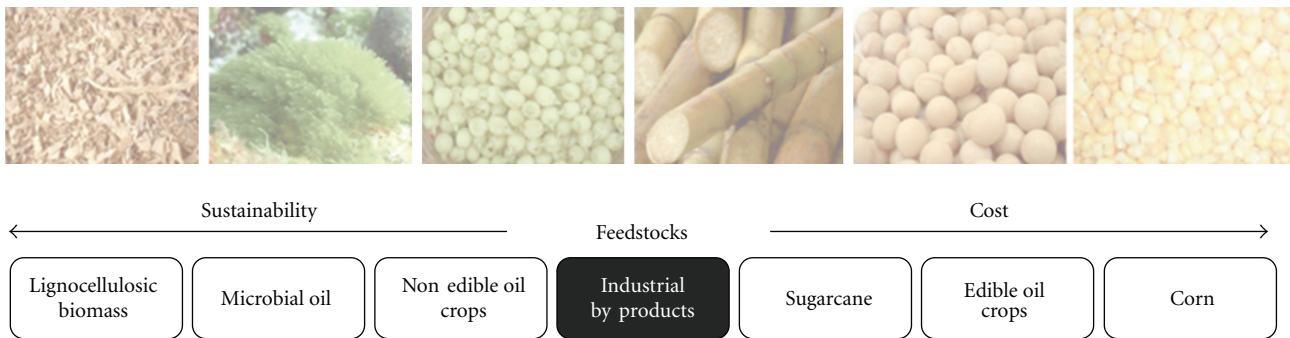 Sustainability
Cost
Feedstocks
Lignocellulosic
biomass
Microbial oil
Non edible oil
crops
Industrial
by products
Sugarcane
Edible oil
crops
Corn